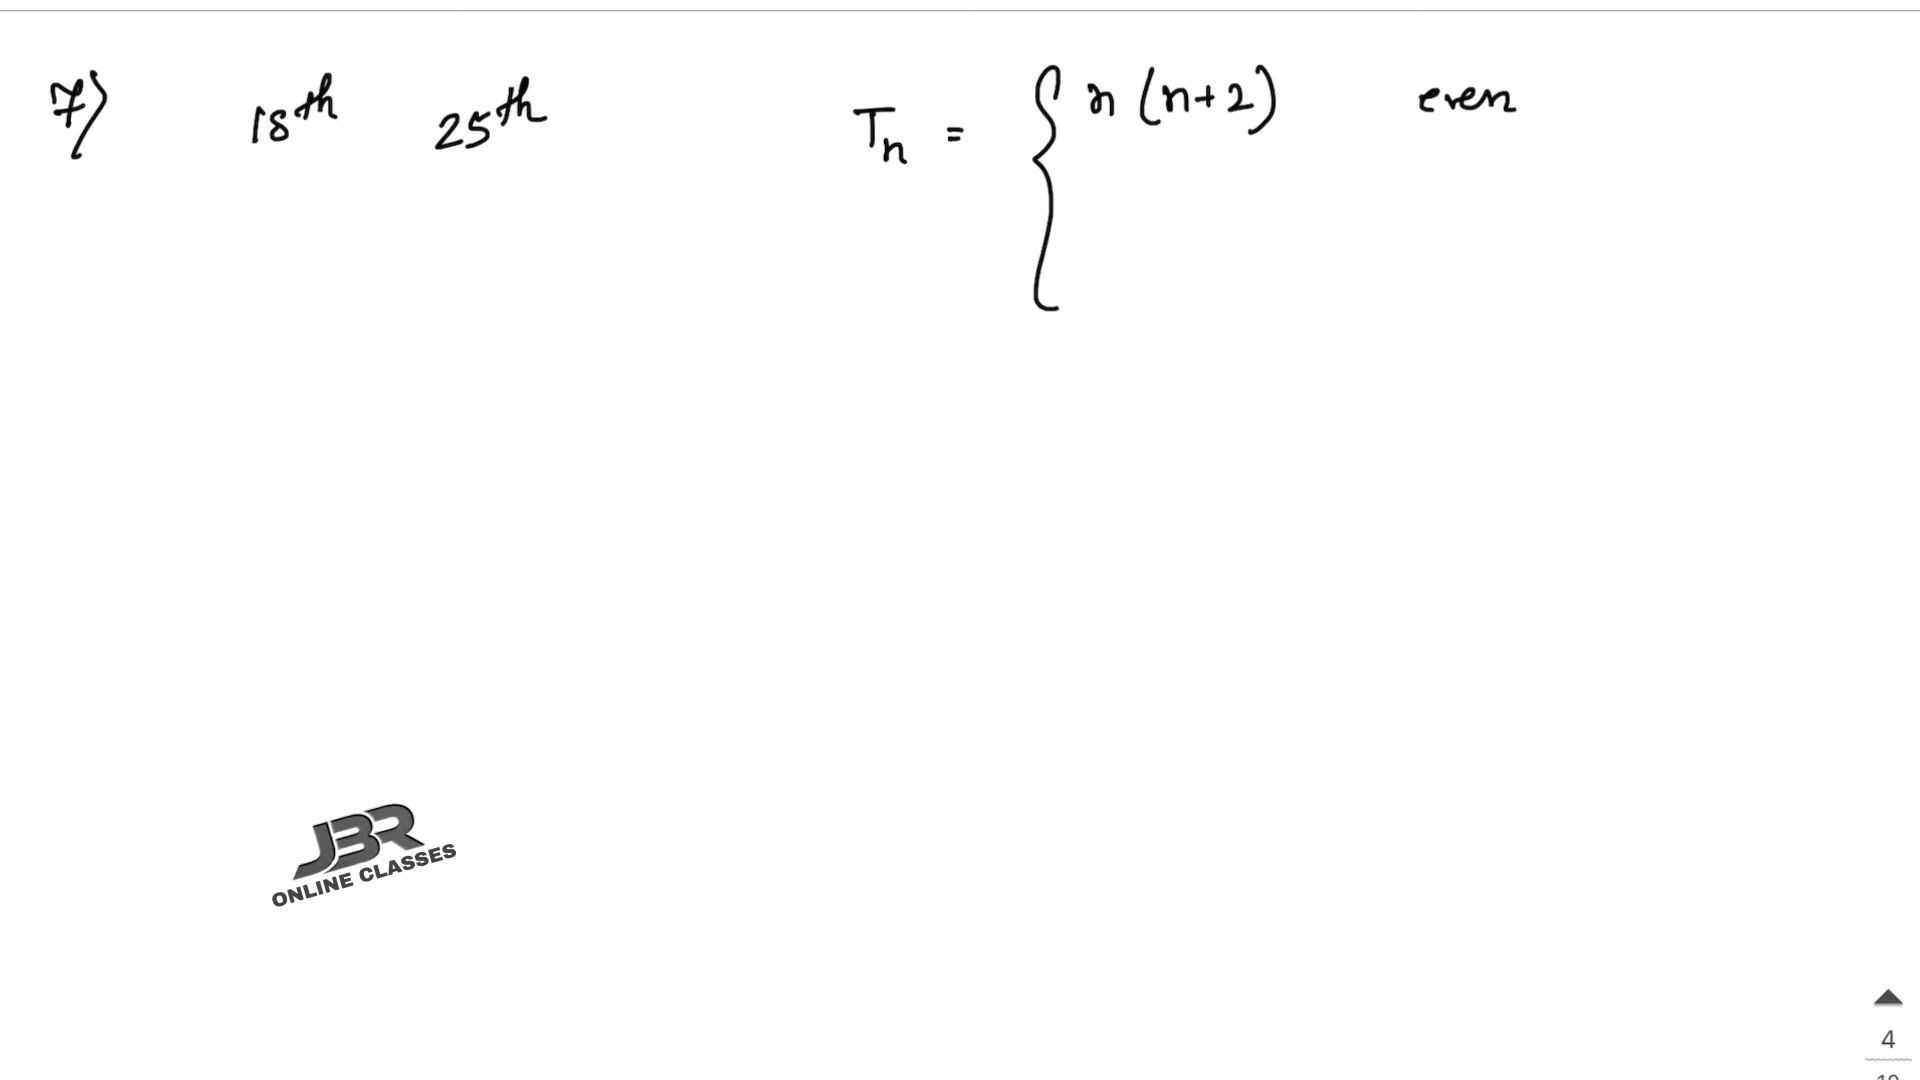 7) 18th 25th Tn = { n (n+2) even
JBR
ONLINE CLASSES
4